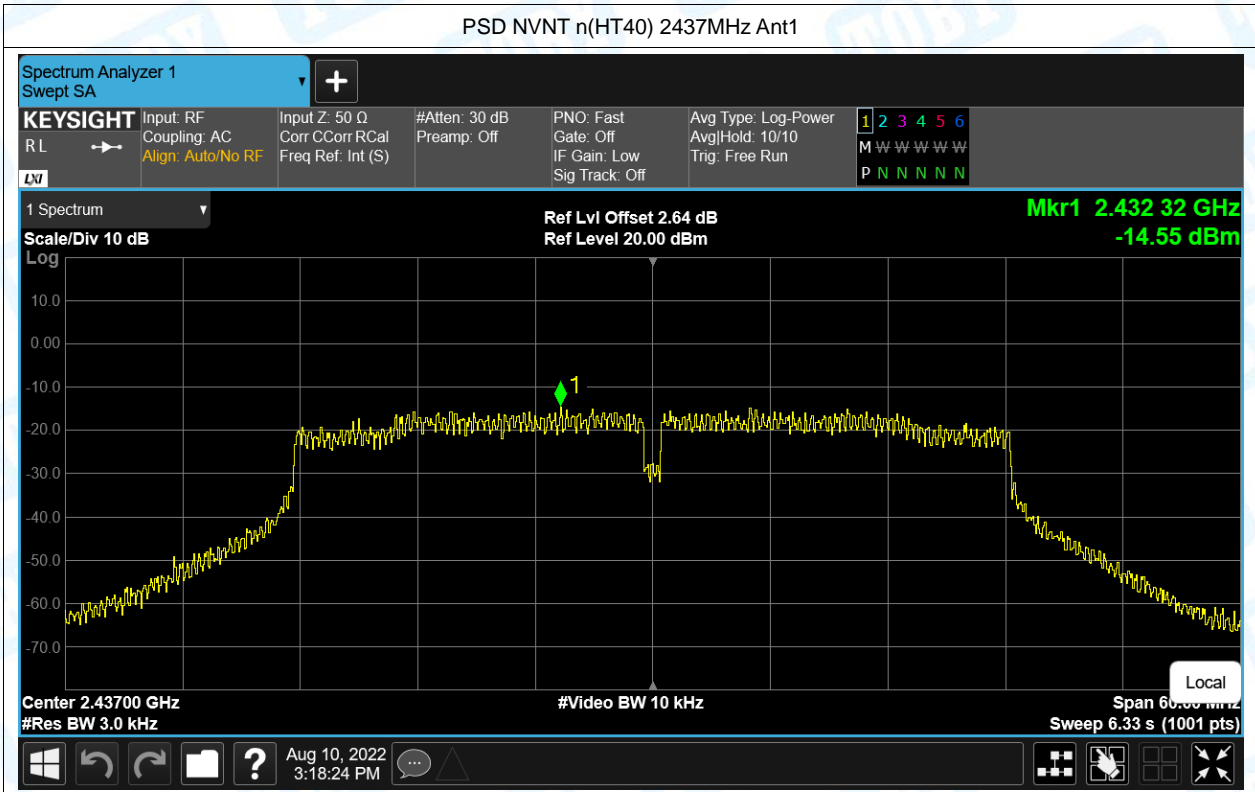 PSD NVNT n(HT40) 2437MHz Ant1
Spectrum Analyzer 1
Swept SA
KEYSIGHT
RL
LXI
Input: RF
Coupling: AC
Align: Auto/No RF
Input Z: 50 Ω
Corr CCorr RCal
Freq Ref: Int (S)
#Atten: 30 dB
Preamp: Off
PNO: Fast
Gate: Off
IF Gain: Low
Sig Track: Off
Avg Type: Log-Power
Avg|Hold: 10/10
Trig: Free Run
1 2 3 4 5 6
M W W W W W
P N N N N N
1 Spectrum
Scale/Div 10 dB
Ref Lvl Offset 2.64 dB
Ref Level 20.00 dBm
Mkr1 2.432 32 GHz
-14.55 dBm
Log
10.0
0.00
-10.0
-20.0
-30.0
-40.0
-50.0
-60.0
-70.0
1
Local
Center 2.43700 GHz
#Res BW 3.0 kHz
#Video BW 10 kHz
Span 60.00 MHz
Sweep 6.33 s (1001 pts)
?
Aug 10, 2022
3:18:24 PM